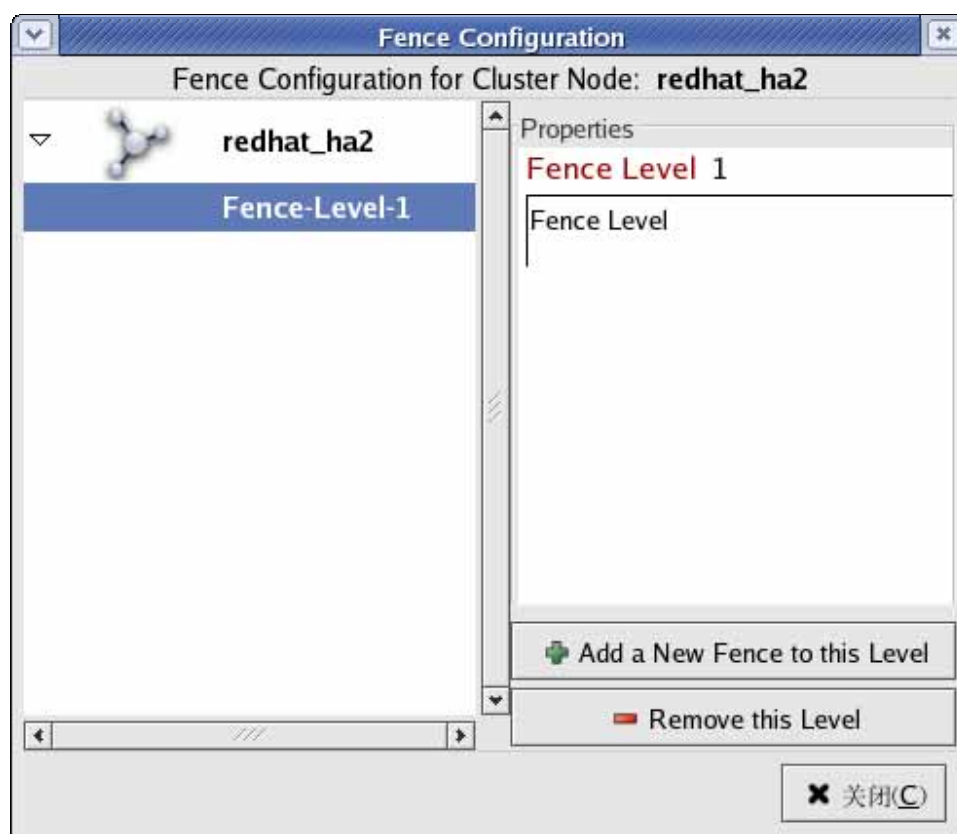 Fence Configuration
Fence Configuration for Cluster Node: redhat_ha2
redhat_ha2
Fence-Level-1
Properties
Fence Level 1
Fence Level
Add a New Fence to this Level
Remove this Level
关闭(C)